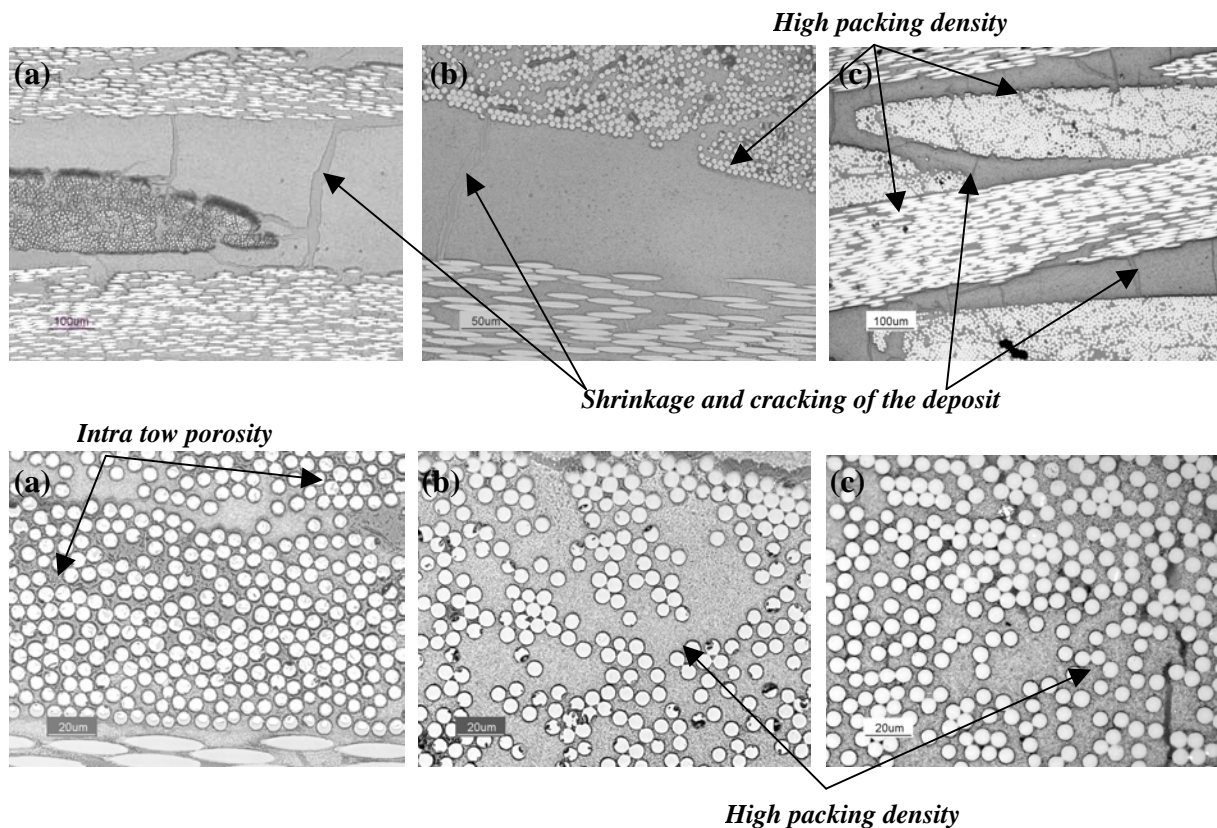 High packing density
(a)
(b)
(c)
100um
50um
100um
Shrinkage and cracking of the deposit
Intra tow porosity
(a)
(b)
(c)
20um
20um
20um
High packing density